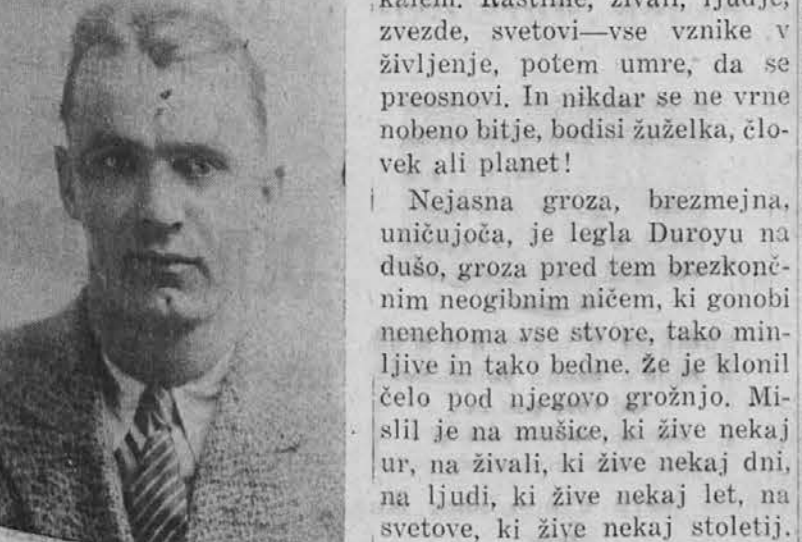 Rastline, živali, ljudje,
zvezde, svetovi—vse vznike v
življenje, potem umre, da se
preosnovi. In nikdar se ne vrne
nobeno bitje, bodisi žuželka, člo-
vek ali planet!
Nejasna groza, brezmejna,
uničujoča, je legla Duroyu na
dušo, groza pred tem brezkonč-
nim neogibnim ničem, ki gonobi
nenehoma vse stvore, tako min-
ljive in tako bedne. Že je klonil
čelo pod njegovo grožnjo. Mi-
slil je na mušice, ki žive nekaj
ur, na živali, ki žive nekaj dni,
na ljudi, ki žive nekaj let, na
svetove, ki žive nekaj stoletij.